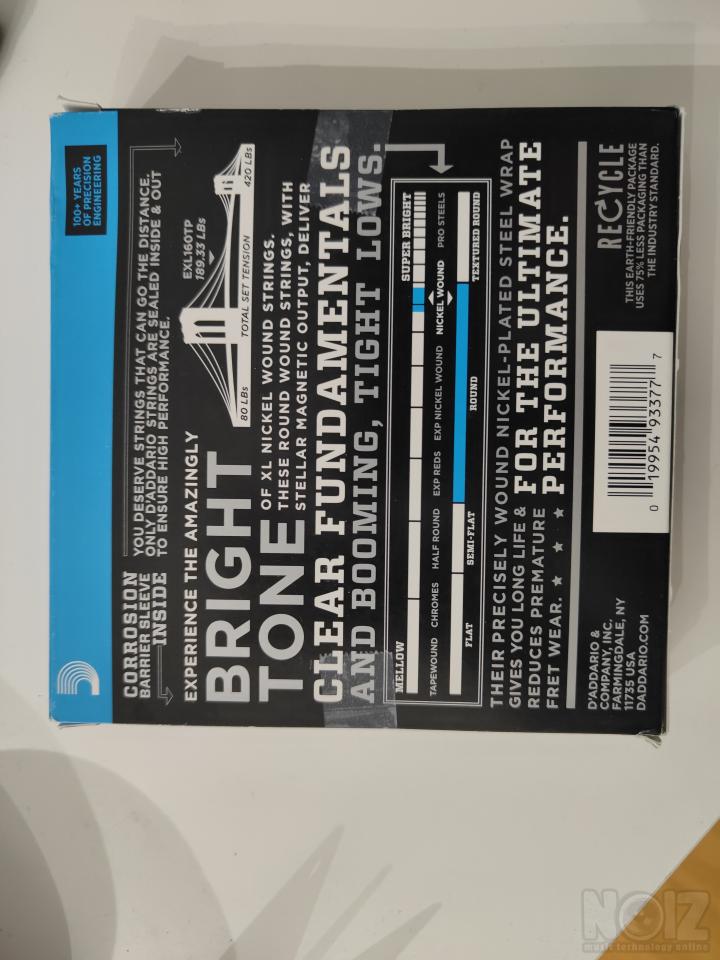 100+ YEARS
OF PRECISION
ENGINEERING
CORROSION
BARRIER SLEEVE
INSIDE
YOU DESERVE STRINGS THAT CAN GO THE DISTANCE.
ONLY D'ADDARIO STRINGS ARE SEALED INSIDE & OUT
TO ENSURE HIGH PERFORMANCE.
EXPERIENCE THE AMAZINGLY
BRIGHT
TONE
EXL160TP
189.33 LBs
80 LBs
TOTAL SET TENSION
420 LBs
OF XL NICKEL WOUND STRINGS.
THESE ROUND WOUND STRINGS, WITH
STELLAR MAGNETIC OUTPUT, DELIVER
CLEAR FUNDAMENTALS
AND BOOMING, TIGHT LOWS.
MELLOW
SUPER BRIGHT
TAPEWOUND
CHROMES
HALF ROUND
EXP REDS
EXP NICKEL WOUND
NICKEL WOUND
PRO STEELS
FLAT
SEMI-FLAT
ROUND
TEXTURED ROUND
THEIR PRECISELY WOUND NICKEL-PLATED STEEL WRAP
GIVES YOU LONG LIFE &
REDUCES PREMATURE
FRET WEAR.
FOR THE ULTIMATE
PERFORMANCE.
D'ADDARIO &
COMPANY, INC.
FARMINGDALE, NY
11735 USA
DADDARIO.COM
0 19954 93377 7
RECYCLE
THIS EARTH-FRIENDLY PACKAGE
USES 75% LESS PACKAGING THAN
THE INDUSTRY STANDARD.
NOIZ
music technology online